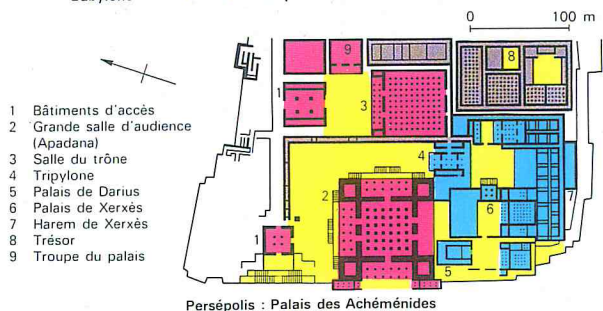 0 100 m
1 Bâtiments d'accès
2 Grande salle d'audience
(Apadana)
3 Salle du trône
4 Tripylone
5 Palais de Darius
6 Palais de Xerxès
7 Harem de Xerxès
8 Trésor
9 Troupe du palais
9
8
1
3
4
2
7
6
1
5
Persépolis : Palais des Achéménides